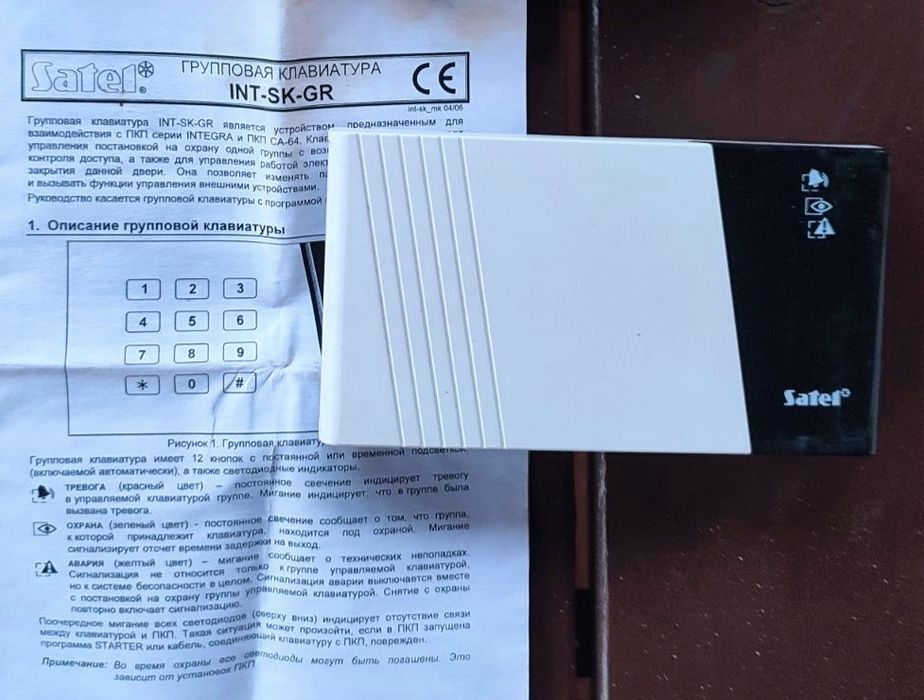 Satel®
ГРУППОВАЯ КЛАВИАТУРА
INT-SK-GR
CE
int-sk_mk 04/06
Групповая клавиатура INT-SK-GR является устройством, предназначенным для
взаимодействия с ПКП серии INTEGRA и ПКП CA-64.
управления постановкой на охрану одной группы с
контроля доступа, а также для управления работой
закрытия данной двери. Она позволяет изменять
и вызывать функции управления внешними устройствами.
Руководство касается групповой клавиатуры с программой
1. Описание групповой клавиатуры
1 2 3
4 5 6
7 8 9
* 0 #
Рисунок 1. Групповая
Групповая клавиатура имеет 12 кнопок с постоянной или временной подсветкой
(включаемой автоматически), а также светодиодные индикаторы.
ТРЕВОГА (красный цвет) – постоянное свечение индицирует тревогу
в управляемой клавиатурой группе. Мигание индицирует, что в группе была
вызвана тревога.
ОХРАНА (зеленый цвет) - постоянное свечение сообщает о том, что группа,
к которой принадлежит клавиатура, находится под охраной. Мигание
сигнализирует отсчет времени задержки на выход.
АВАРИЯ (желтый цвет) – мигание сообщает о технических неполадках.
Сигнализация не относится только к группе управляемой клавиатурой,
но к системе бесопасности в целом. Сигнализация аварии выключается вместе
с постановкой на охрану группы управляемой клавиатурой. Снятие с охраны
повторно включает сигнализацию.
Поочередное мигание всех светодиодов (сверху вниз) индицирует отсутствие связи
между клавиатурой и ПКП. Такая ситуация может произойти, если в ПКП запущена
программа STARTER или кабель, соединяющий клавиатуру с ПКП, поврежден.
Примечание: Во время охраны все светодиоды могут быть погашены. Это
зависит от установок ПКП.
Satel